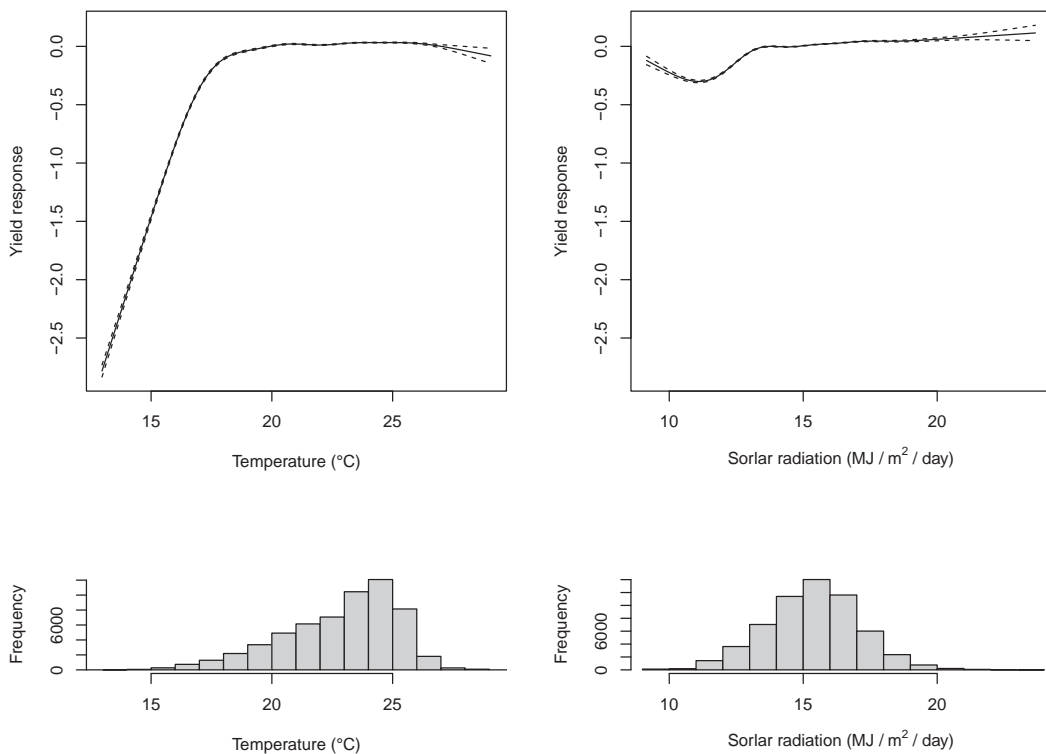 0.0
−0.5
−1.0
−1.5
−2.0
−2.5
Yield response
15 20 25
Temperature (°C)
0.0
−0.5
−1.0
−1.5
−2.0
−2.5
Yield response
10 15 20
Sorlar radiation (MJ / m² / day)
6000
0
Frequency
15 20 25
Temperature (°C)
6000
0
Frequency
10 15 20
Sorlar radiation (MJ / m² / day)